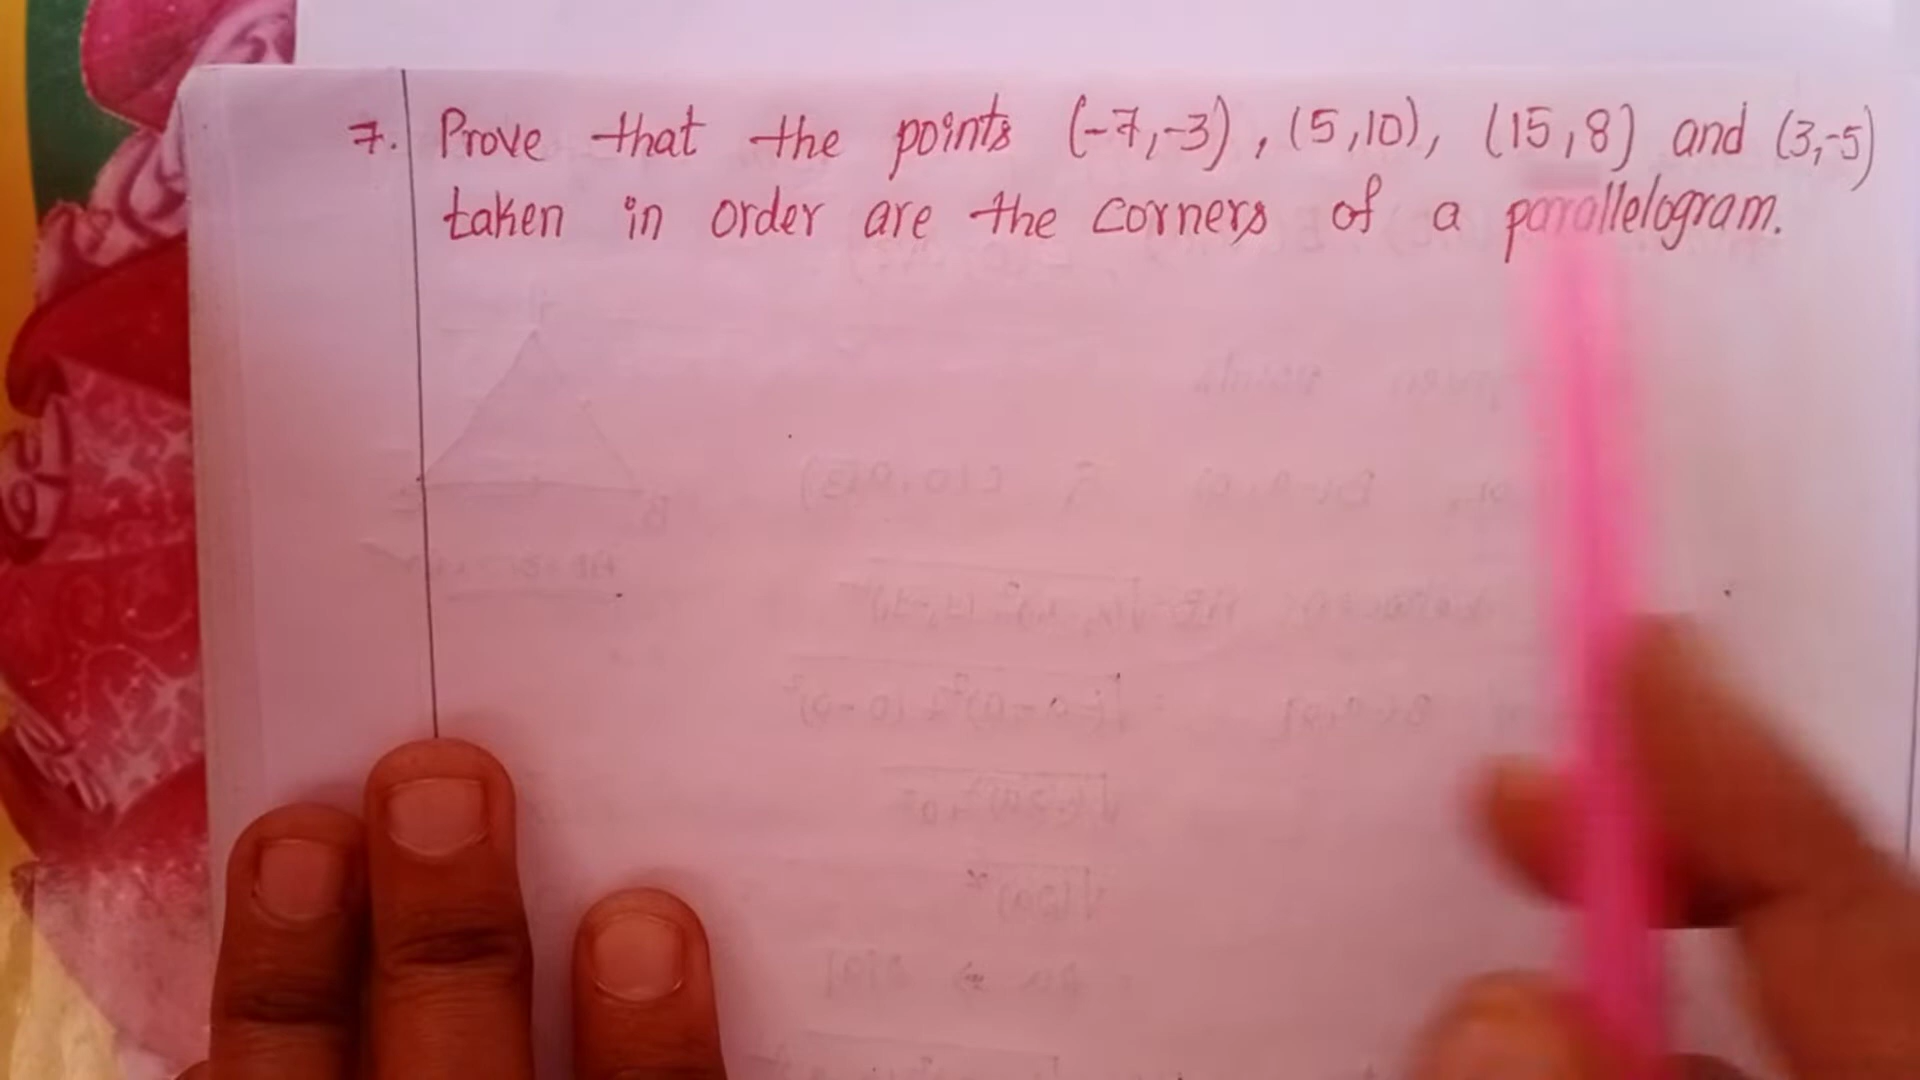 7. Prove that the points (-7,-3), (5,10), (15,8) and (3,-5)
taken in order are the corners of a parallelogram.